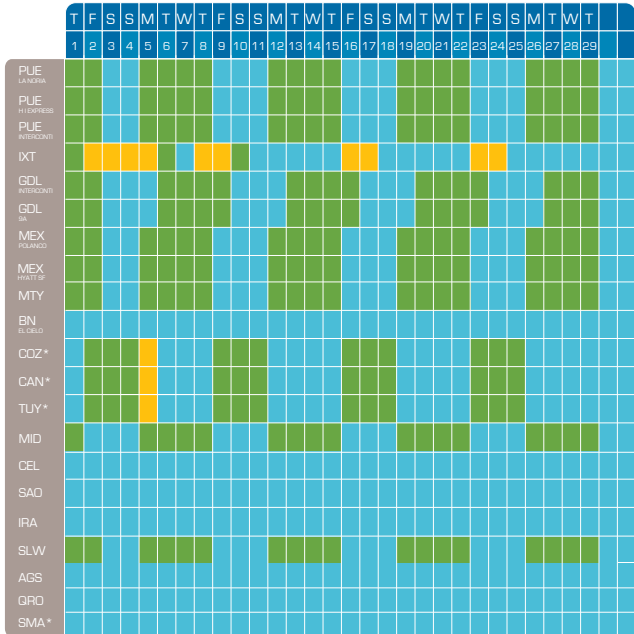 T F S S M T W T F S S M T W T F S S M T W T F S S M T W T
1 2 3 4 5 6 7 8 9 10 11 12 13 14 15 16 17 18 19 20 21 22 23 24 25 26 27 28 29
PUE
LA NORIA
PUE
H I EXPRESS
PUE
INTERCONTI
IXT
GDL
INTERCONTI
GDL
SA
MEX
POLANCO
MEX
HYATT SF
MTY
BN
EL CIELO
COZ*
CAN*
TUY*
MID
CEL
SAO
IRA
SLW
AGS
QRO
SMA*